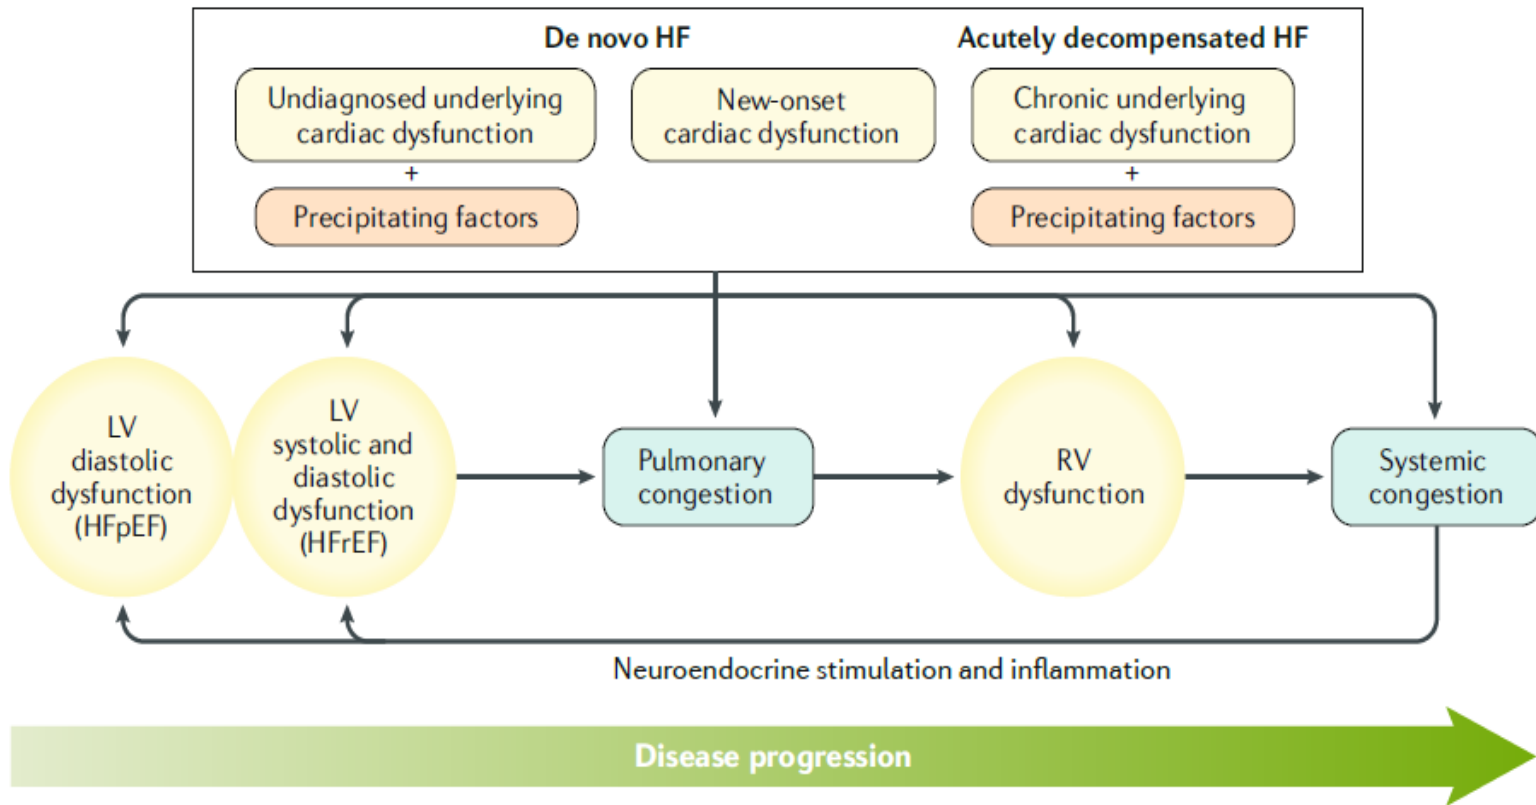 De novo HF
Acutely decompensated HF
Undiagnosed underlying
cardiac dysfunction
+
Precipitating factors
New-onset
cardiac dysfunction
Chronic underlying
cardiac dysfunction
+
Precipitating factors
LV
diastolic
dysfunction
(HFpEF)
LV
systolic and
diastolic
dysfunction
(HFrEF)
Pulmonary
congestion
RV
dysfunction
Systemic
congestion
Neuroendocrine stimulation and inflammation
Disease progression